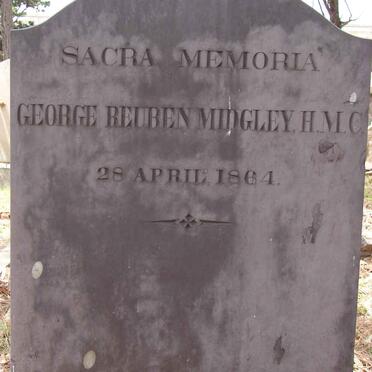 SACRA MEMORIA
GEORGE REUBEN MIDGLEY. H.M.C.
28 APRIL. 1864.